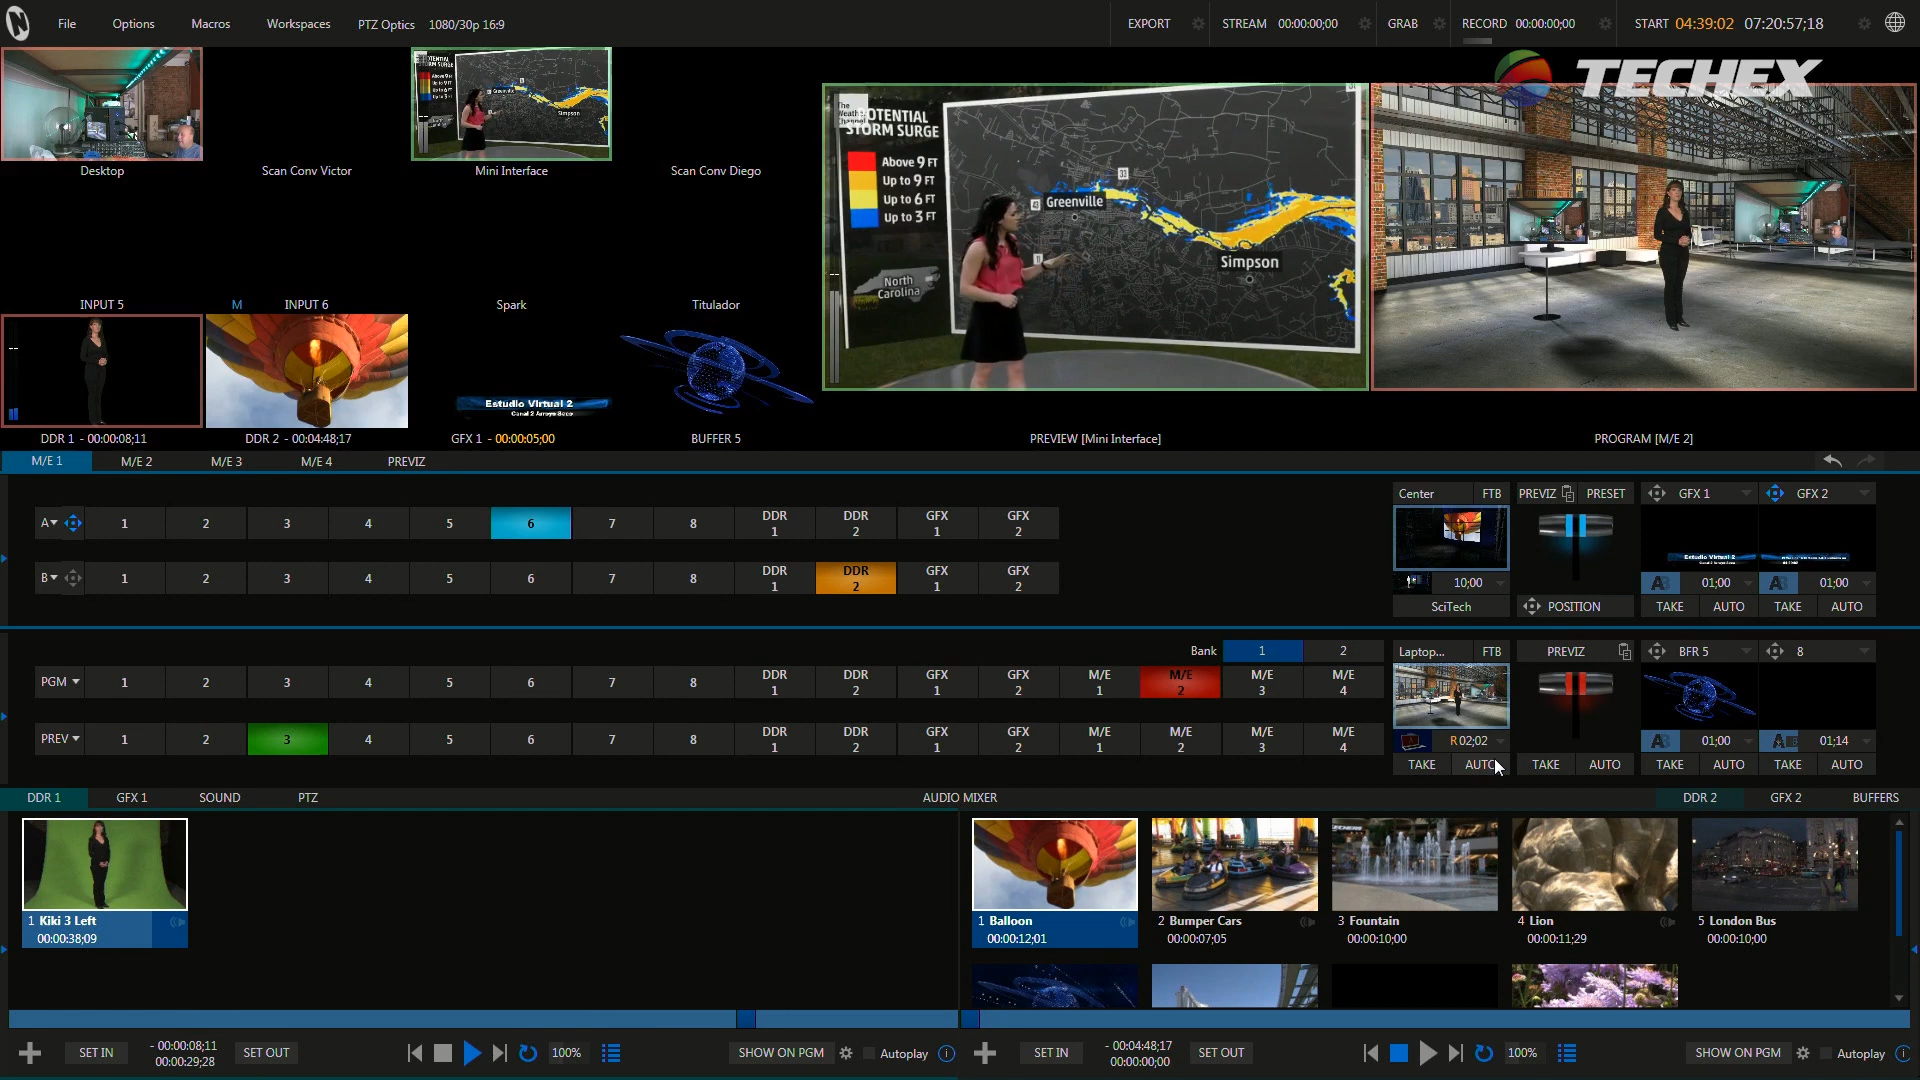 File Options Macros Workspaces PTZ Optics 1080/30p 16:9 EXPORT STREAM 00:00:00;00 GRAB RECORD 00:00:00;00 START 04:39:02 07:20:57;18
TECHEX
Desktop Scan Conv Victor Mini Interface Scan Conv Diego
The Weather Channel
POTENTIAL
STORM SURGE
Above 9 FT
Up to 9 FT
Up to 6 FT
Up to 3 FT
33
43 Greenville
11
Simpson
North
Carolina
INPUT 5 M INPUT 6 Spark Titulador
Estudio Virtual 2
Canal 2 Arroyo Seco
DDR 1 - 00:00:08;11 DDR 2 - 00:04:48;17 GFX 1 - 00:00:05;00 BUFFER 5 PREVIEW [Mini Interface] PROGRAM [M/E 2]
M/E 1 M/E 2 M/E 3 M/E 4 PREVIZ
Center FTB PREVIZ PRESET GFX 1 GFX 2
A 1 2 3 4 5 6 7 8 DDR 1 DDR 2 GFX 1 GFX 2
Estudio Virtual 2
B 1 2 3 4 5 6 7 8 DDR 1 DDR 2 GFX 1 GFX 2
10;00 AB 01;00 AB 01;00
SciTech POSITION TAKE AUTO TAKE AUTO
Bank 1 2 Laptop... FTB PREVIZ BFR 5 8
PGM 1 2 3 4 5 6 7 8 DDR 1 DDR 2 GFX 1 GFX 2 M/E 1 M/E 2 M/E 3 M/E 4
PREV 1 2 3 4 5 6 7 8 DDR 1 DDR 2 GFX 1 GFX 2 M/E 1 M/E 2 M/E 3 M/E 4
R 02;02 AB 01;00 A 01;14
TAKE AUTO TAKE AUTO TAKE AUTO TAKE AUTO
DDR 1 GFX 1 SOUND PTZ AUDIO MIXER DDR 2 GFX 2 BUFFERS
1 Kiki 3 Left
00:00:38;09
1 Balloon
00:00:12;01
2 Bumper Cars
00:00:07;05
3 Fountain
00:00:10;00
4 Lion
00:00:11;29
5 London Bus
00:00:10;00
SET IN - 00:00:08;11 SET OUT 100% SHOW ON PGM Autoplay
00:00:29;28
SET IN - 00:04:48;17 SET OUT 100% SHOW ON PGM Autoplay
00:00:00;00